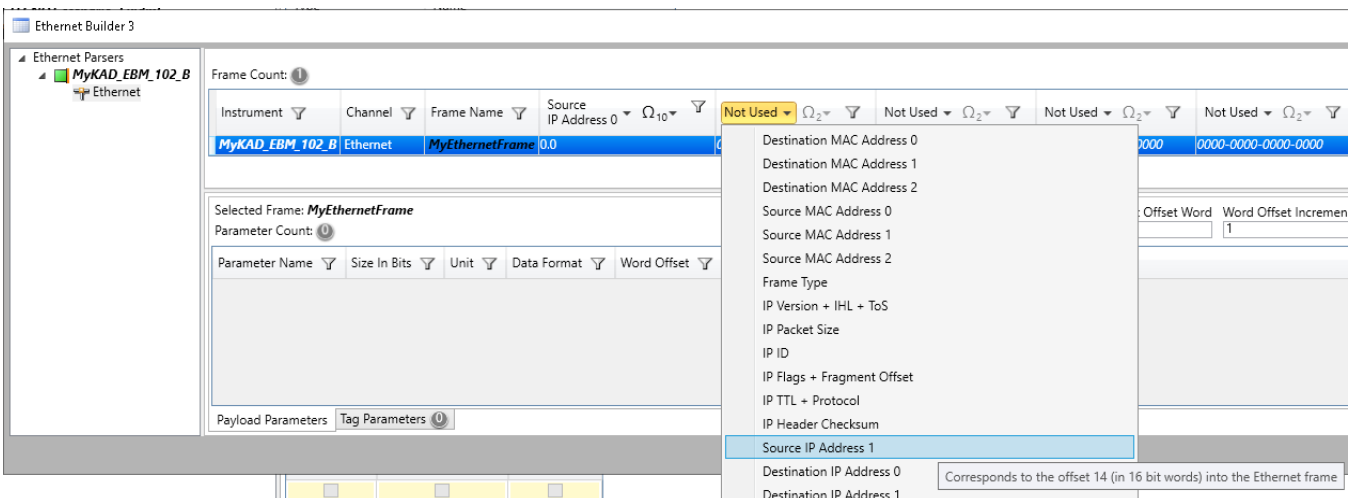 Ethernet Builder 3
Ethernet Parsers
MyKAD_EBM_102_B
Ethernet
Frame Count: 1
Instrument Channel Frame Name Source IP Address 0 Ω10 Not Used Ω2 Not Used Ω2 Not Used Ω2 Not Used Ω2
MyKAD_EBM_102_B Ethernet MyEthernetFrame 0.0 0000-0000-0000-0000
Destination MAC Address 0
Destination MAC Address 1
Destination MAC Address 2
Source MAC Address 0
Source MAC Address 1
Source MAC Address 2
Frame Type
IP Version + IHL + ToS
IP Packet Size
IP ID
IP Flags + Fragment Offset
IP TTL + Protocol
IP Header Checksum
Source IP Address 1
Destination IP Address 0
Destination IP Address 1
Corresponds to the offset 14 (in 16 bit words) into the Ethernet frame
Selected Frame: MyEthernetFrame
Offset Word Word Offset Incremen
Parameter Count: 0
1
Parameter Name Size In Bits Unit Data Format Word Offset
Payload Parameters Tag Parameters 0